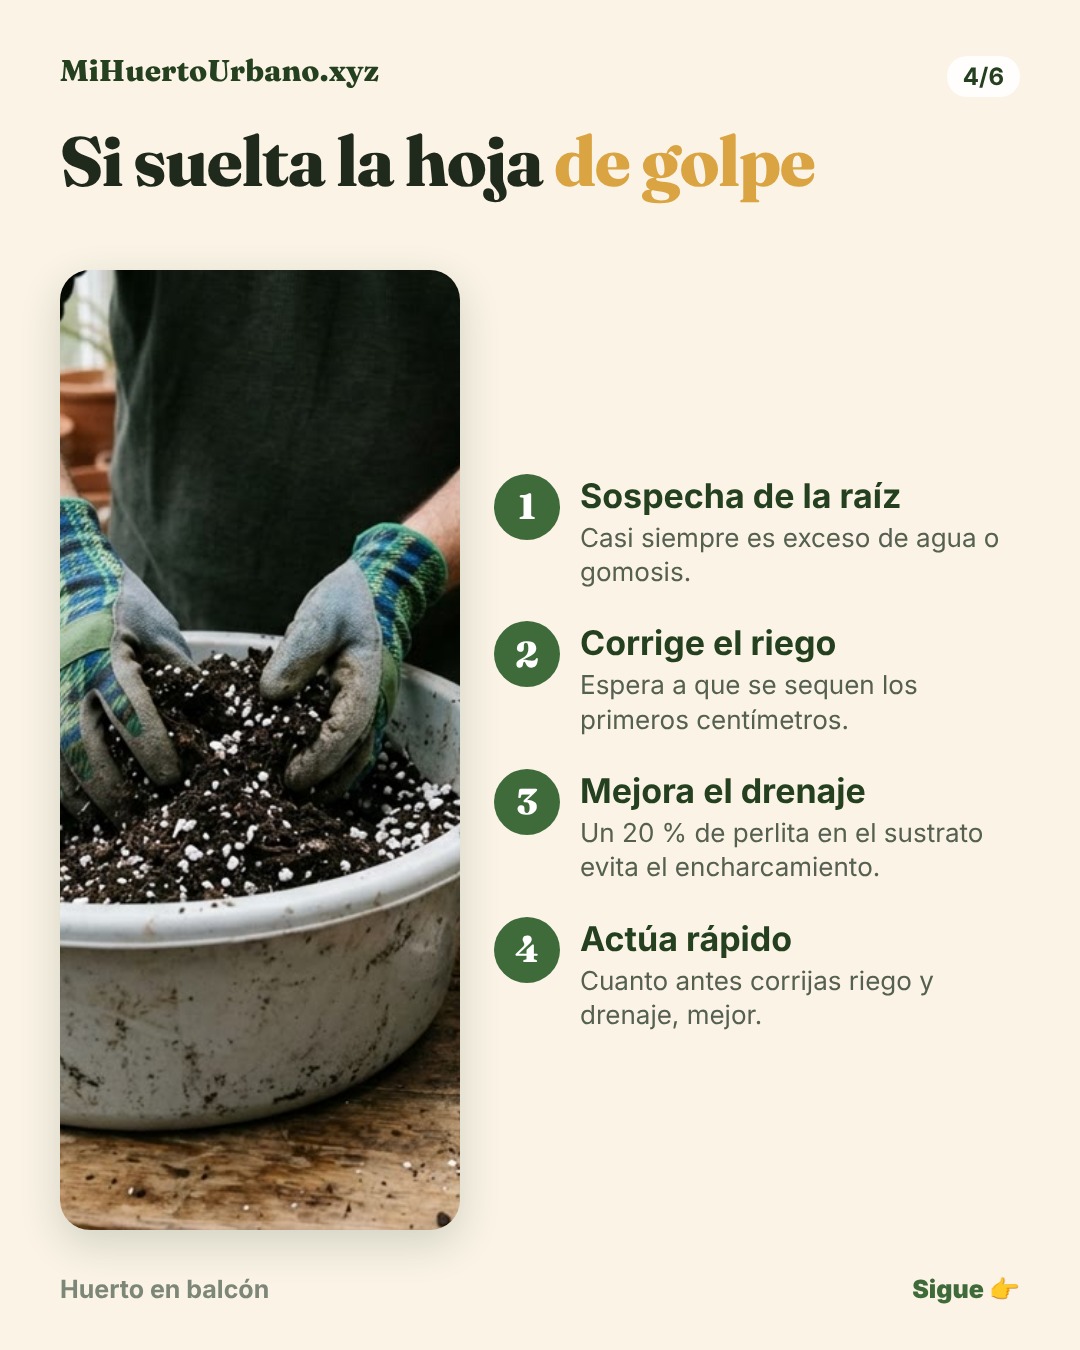 MiHuertoUrbano.xyz
4/6
Si suelta la hoja de golpe
1
Sospecha de la raíz
Casi siempre es exceso de agua o
gomosis.
2
Corrige el riego
Espera a que se sequen los
primeros centímetros.
3
Mejora el drenaje
Un 20 % de perlita en el sustrato
evita el encharcamiento.
4
Actúa rápido
Cuanto antes corrijas riego y
drenaje, mejor.
Huerto en balcón
Sigue 👉